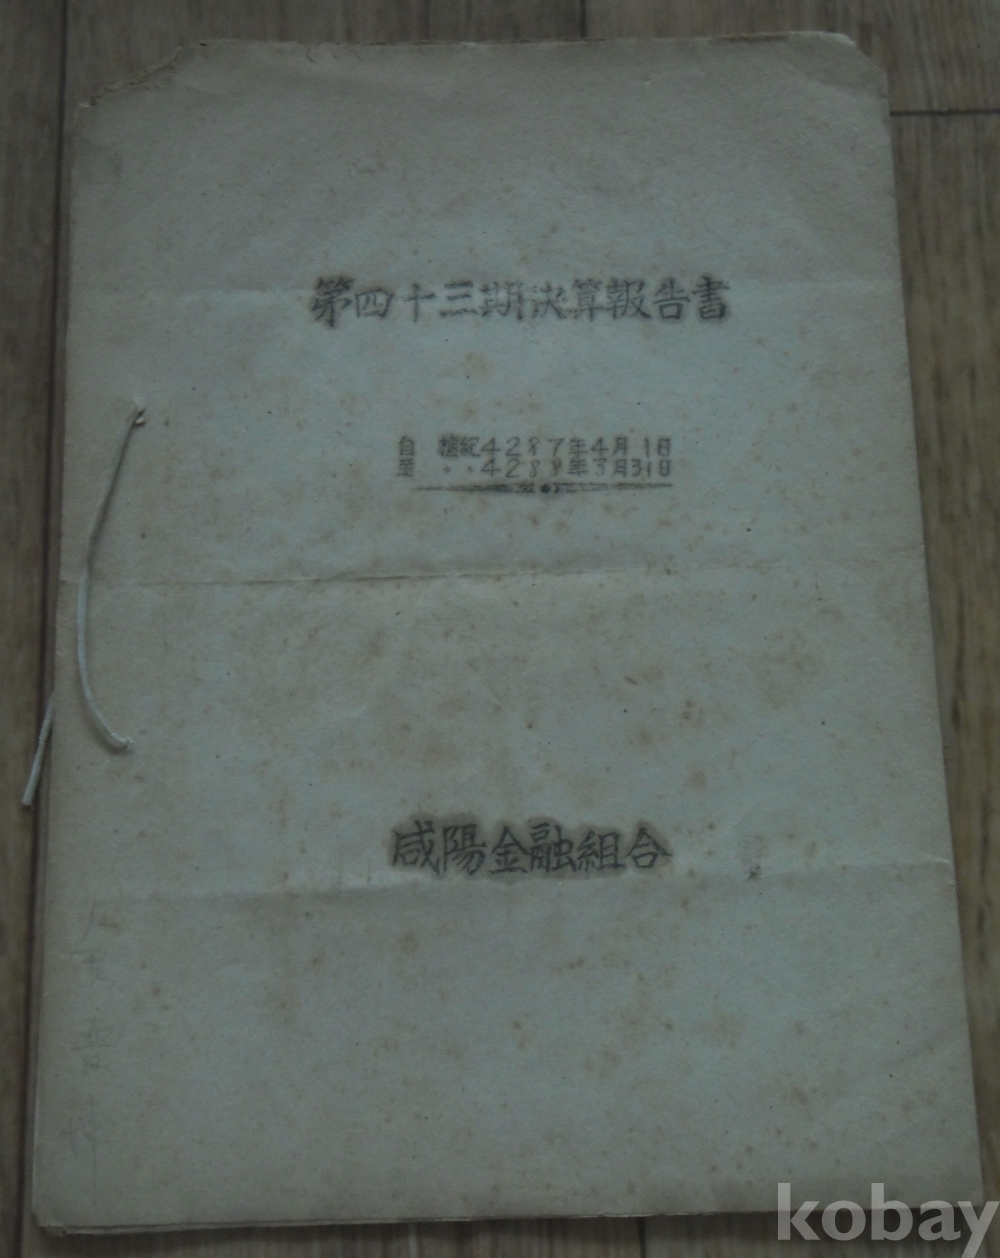 第四十三期決算報告書
自 檀紀4287年4月1日
至 〃〃4288年3月31日
咸陽金融組合
kobay